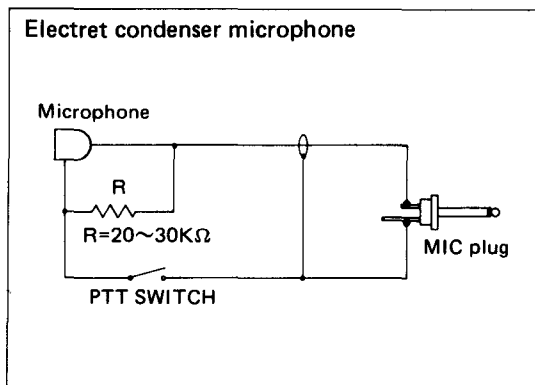 Electret condenser microphone
Microphone
R
R=20~30KΩ
MIC plug
PTT SWITCH